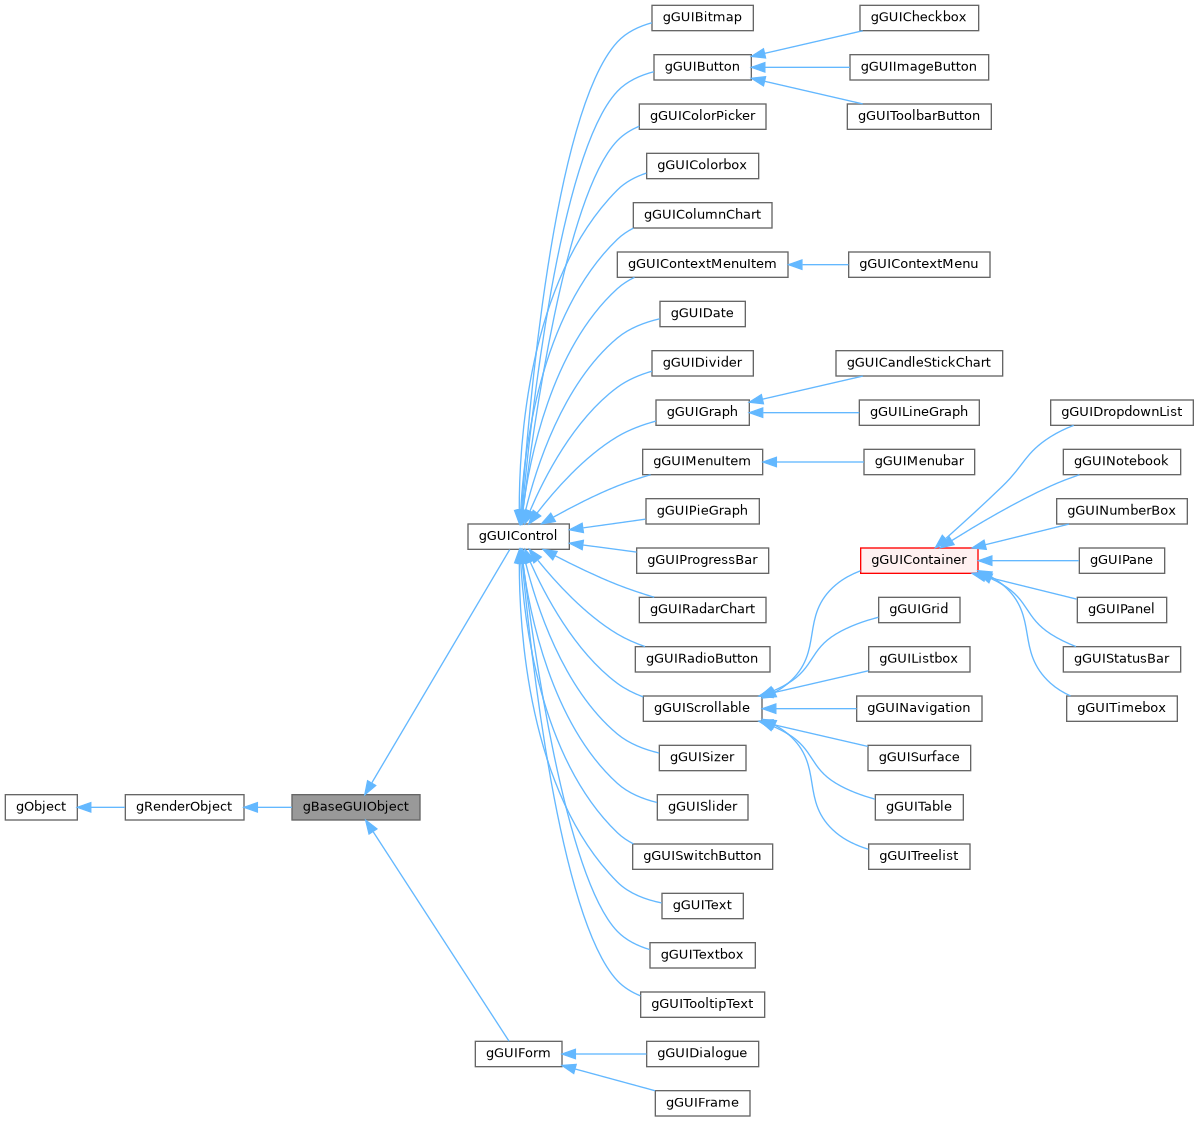 gObject
gRenderObject
gBaseGUIObject
gGUIControl
gGUIBitmap
gGUIButton
gGUICheckbox
gGUIImageButton
gGUIToolbarButton
gGUIColorPicker
gGUIColorbox
gGUIColumnChart
gGUIContextMenuItem
gGUIContextMenu
gGUIDate
gGUIDivider
gGUIGraph
gGUICandleStickChart
gGUILineGraph
gGUIMenuItem
gGUIMenubar
gGUIPieGraph
gGUIProgressBar
gGUIRadarChart
gGUIRadioButton
gGUIScrollable
gGUIContainer
gGUIDropdownList
gGUINotebook
gGUINumberBox
gGUIPane
gGUIPanel
gGUIStatusBar
gGUITimebox
gGUIGrid
gGUIListbox
gGUINavigation
gGUISurface
gGUITable
gGUITreelist
gGUISizer
gGUISlider
gGUISwitchButton
gGUIText
gGUITextbox
gGUITooltipText
gGUIForm
gGUIDialogue
gGUIFrame